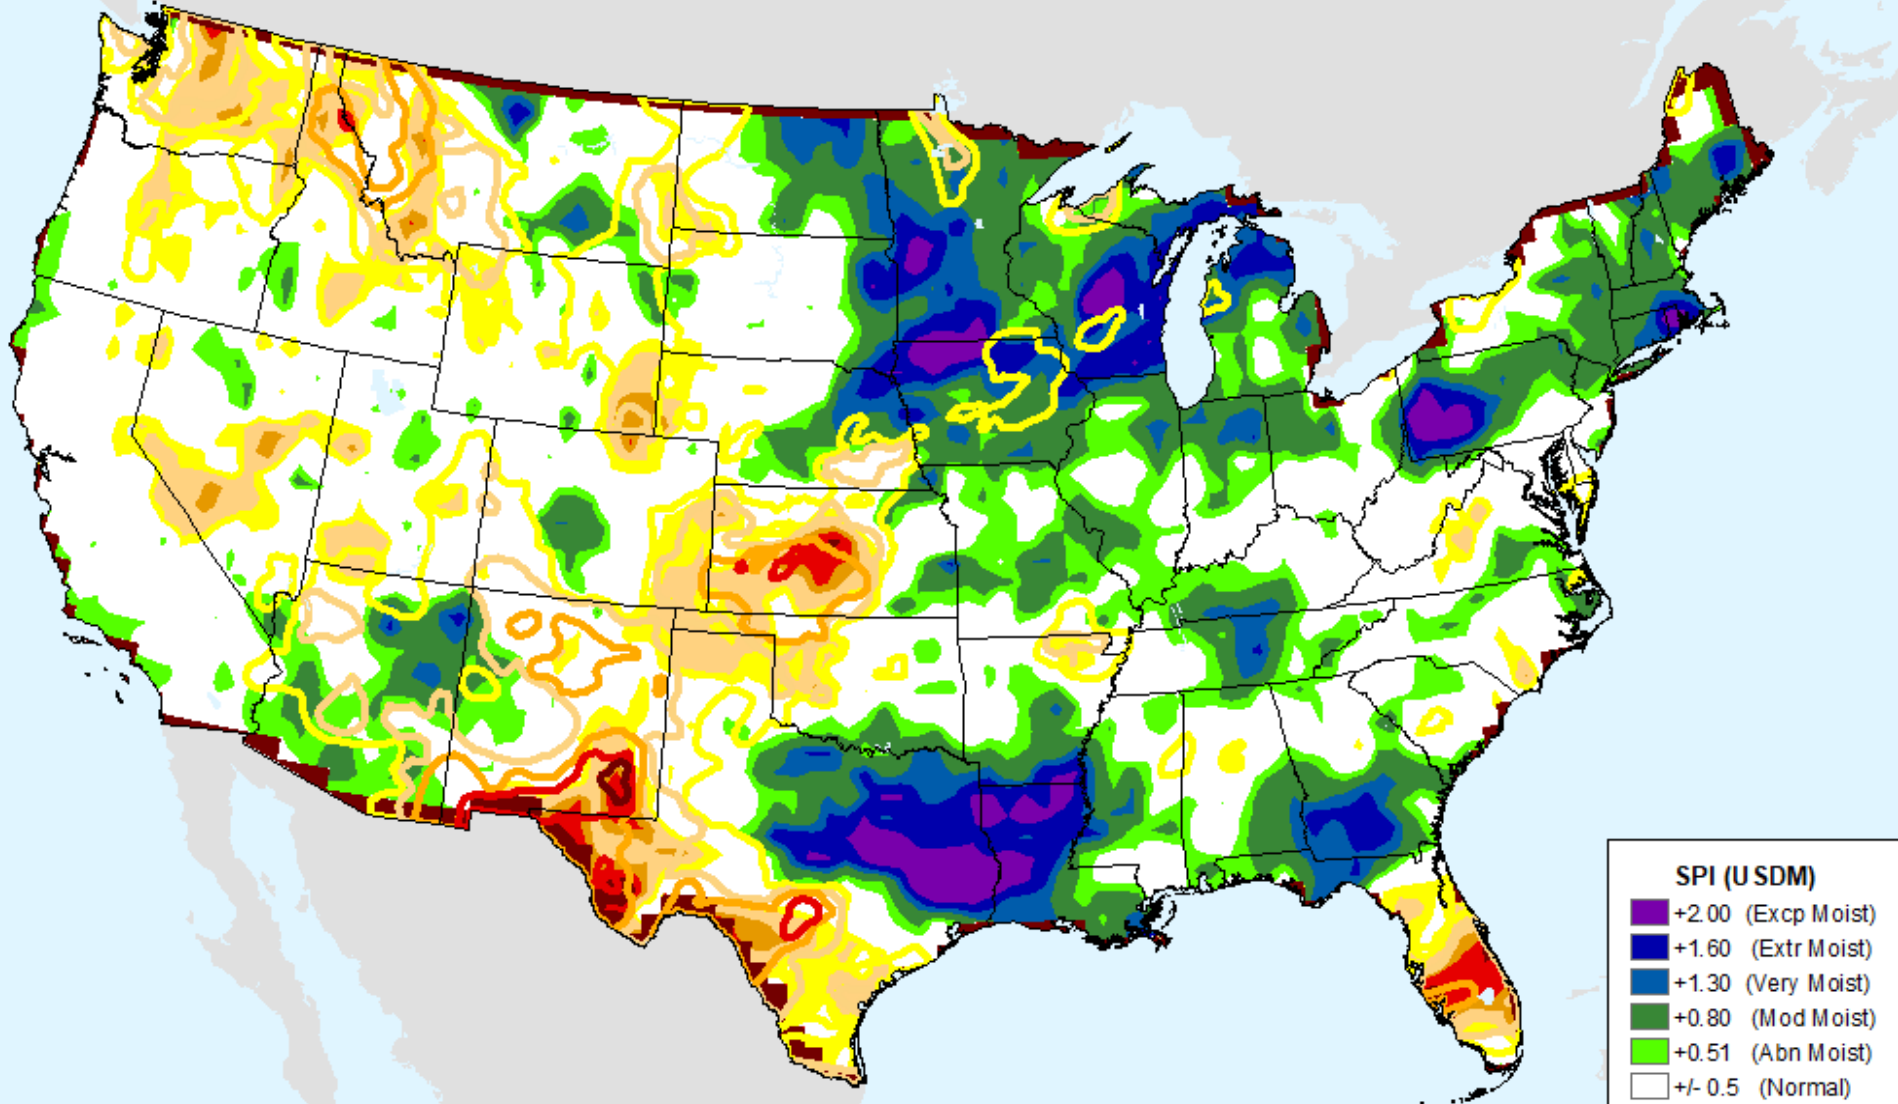 SPI (USDM)
+2.00 (Excp Moist)
+1.60 (Extr Moist)
+1.30 (Very Moist)
+0.80 (Mod Moist)
+0.51 (Abn Moist)
+/- 0.5 (Normal)